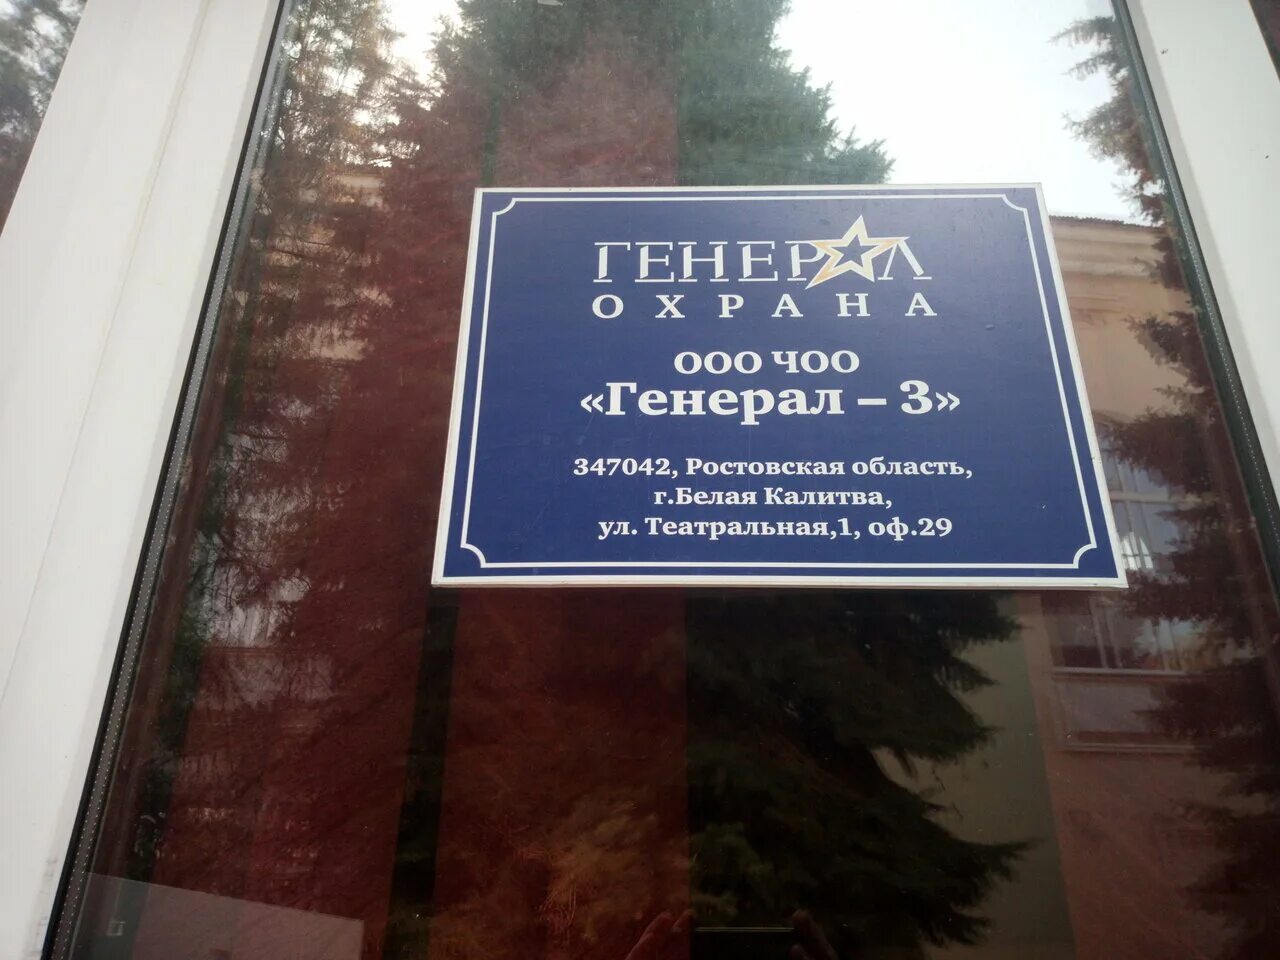 ГЕНЕРАЛ
ОХРАНА
ООО ЧОО
«Генерал – 3»
347042, Ростовская область,
г.Белая Калитва,
ул. Театральная,1, оф.29